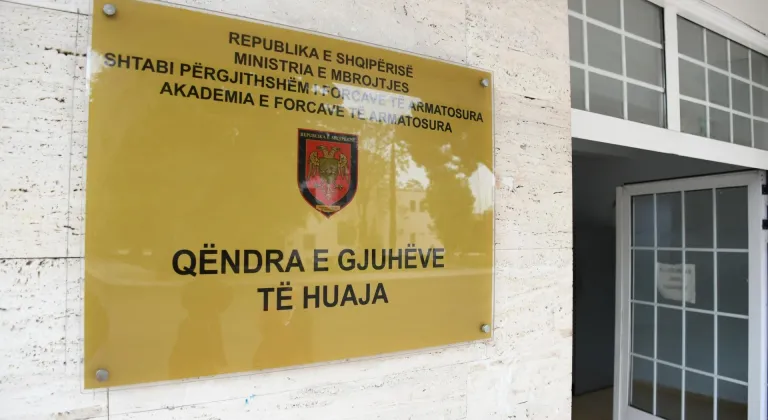 REPUBLIKA E SHQIPËRISË
MINISTRIA E MBROJTJES
SHTABI PËRGJITHSHËM I FORCAVE TË ARMATOSURA
AKADEMIA E FORCAVE TË ARMATOSURA
QËNDRA E GJUHËVE
TË HUAJA